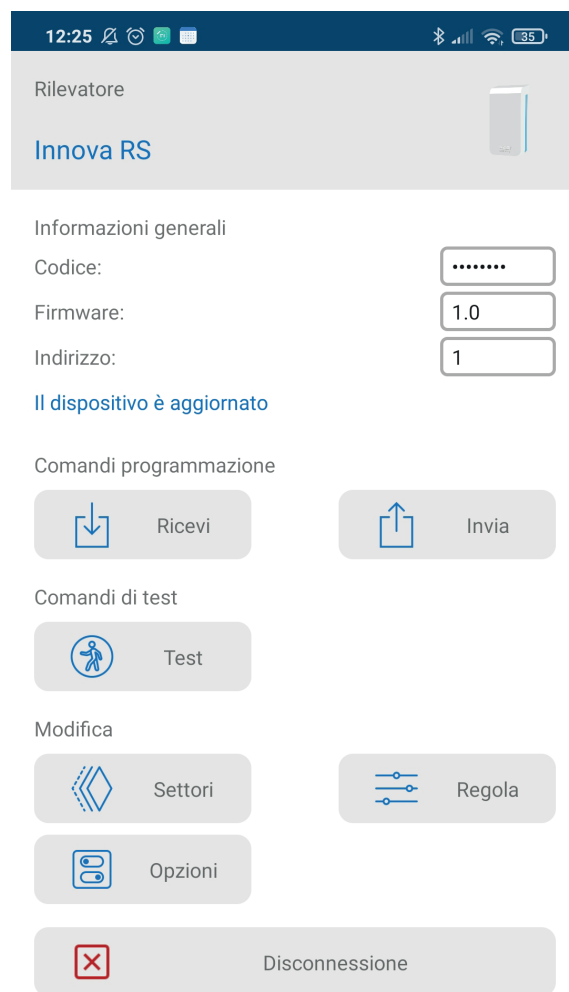 12:25
35
Rilevatore
Innova RS
Informazioni generali
Codice: ••••••••
Firmware: 1.0
Indirizzo: 1
Il dispositivo è aggiornato
Comandi programmazione
Ricevi Invia
Comandi di test
Test
Modifica
Settori Regola
Opzioni
Disconnessione